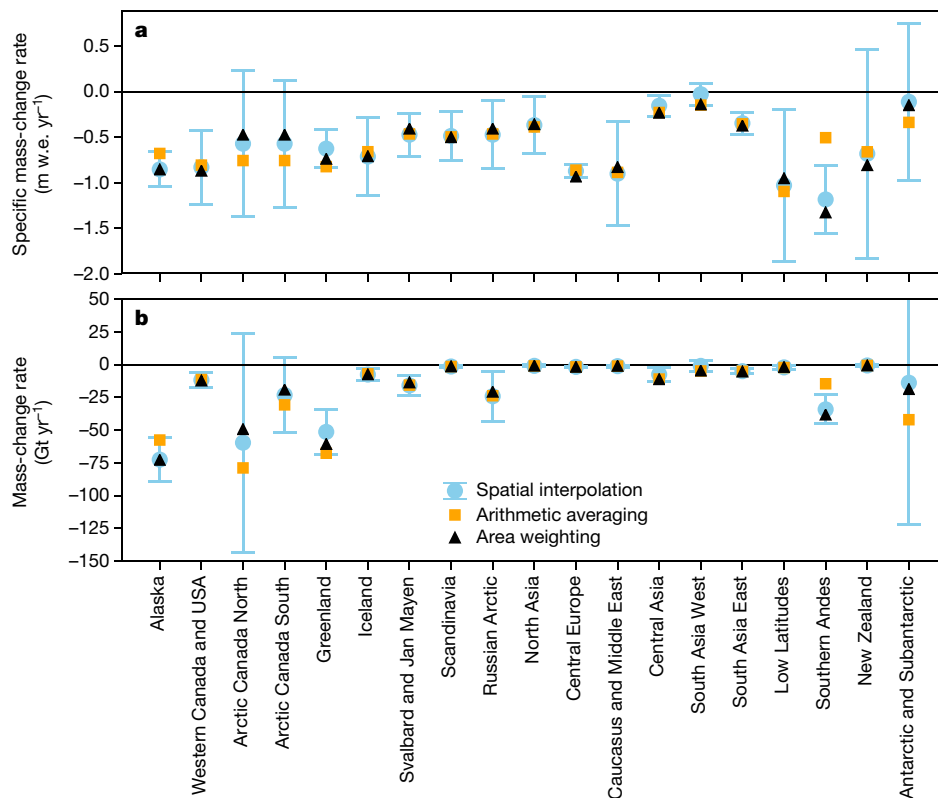 a
0.5
0.0
−0.5
−1.0
−1.5
−2.0
Specific mass-change rate
(m w.e. yr⁻¹)
b
50
25
0
−25
−50
−75
−100
−125
−150
Mass-change rate
(Gt yr⁻¹)
Spatial interpolation
Arithmetic averaging
Area weighting
Alaska
Western Canada and USA
Arctic Canada North
Arctic Canada South
Greenland
Iceland
Svalbard and Jan Mayen
Scandinavia
Russian Arctic
North Asia
Central Europe
Caucasus and Middle East
Central Asia
South Asia West
South Asia East
Low Latitudes
Southern Andes
New Zealand
Antarctic and Subantarctic